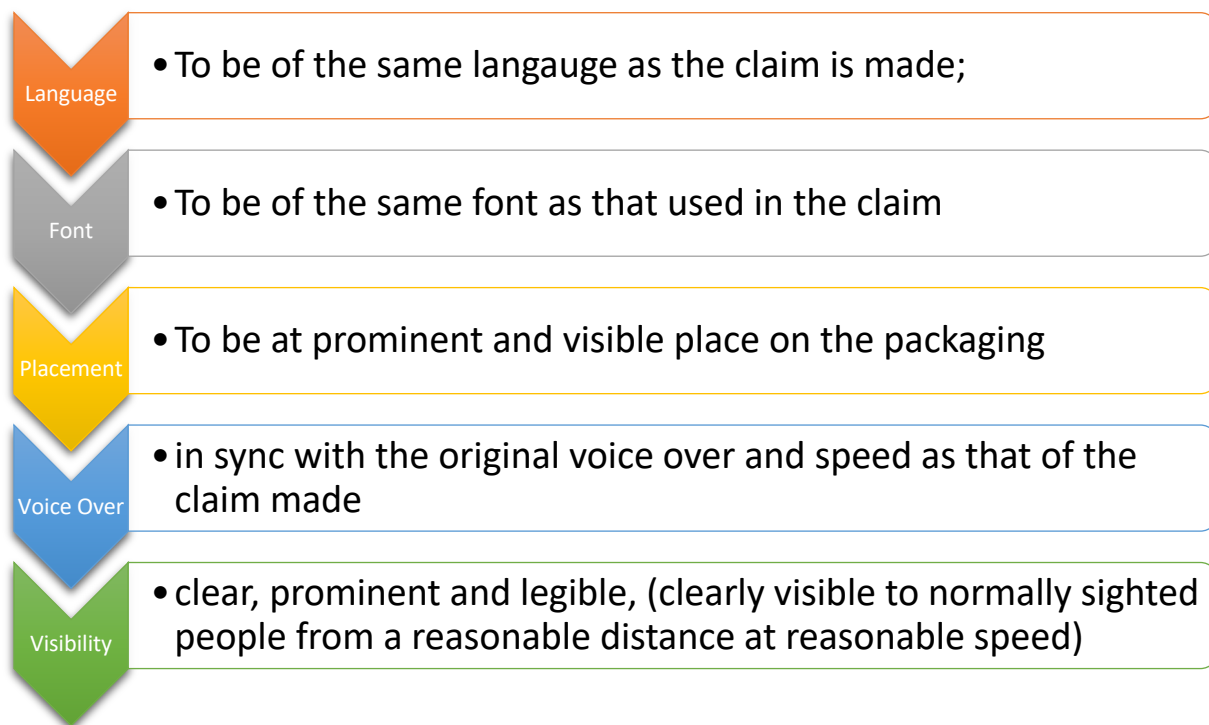 Language
•To be of the same langauge as the claim is made;
Font
•To be of the same font as that used in the claim
Placement
•To be at prominent and visible place on the packaging
Voice Over
•in sync with the original voice over and speed as that of the
claim made
Visibility
•clear, prominent and legible, (clearly visible to normally sighted
people from a reasonable distance at reasonable speed)